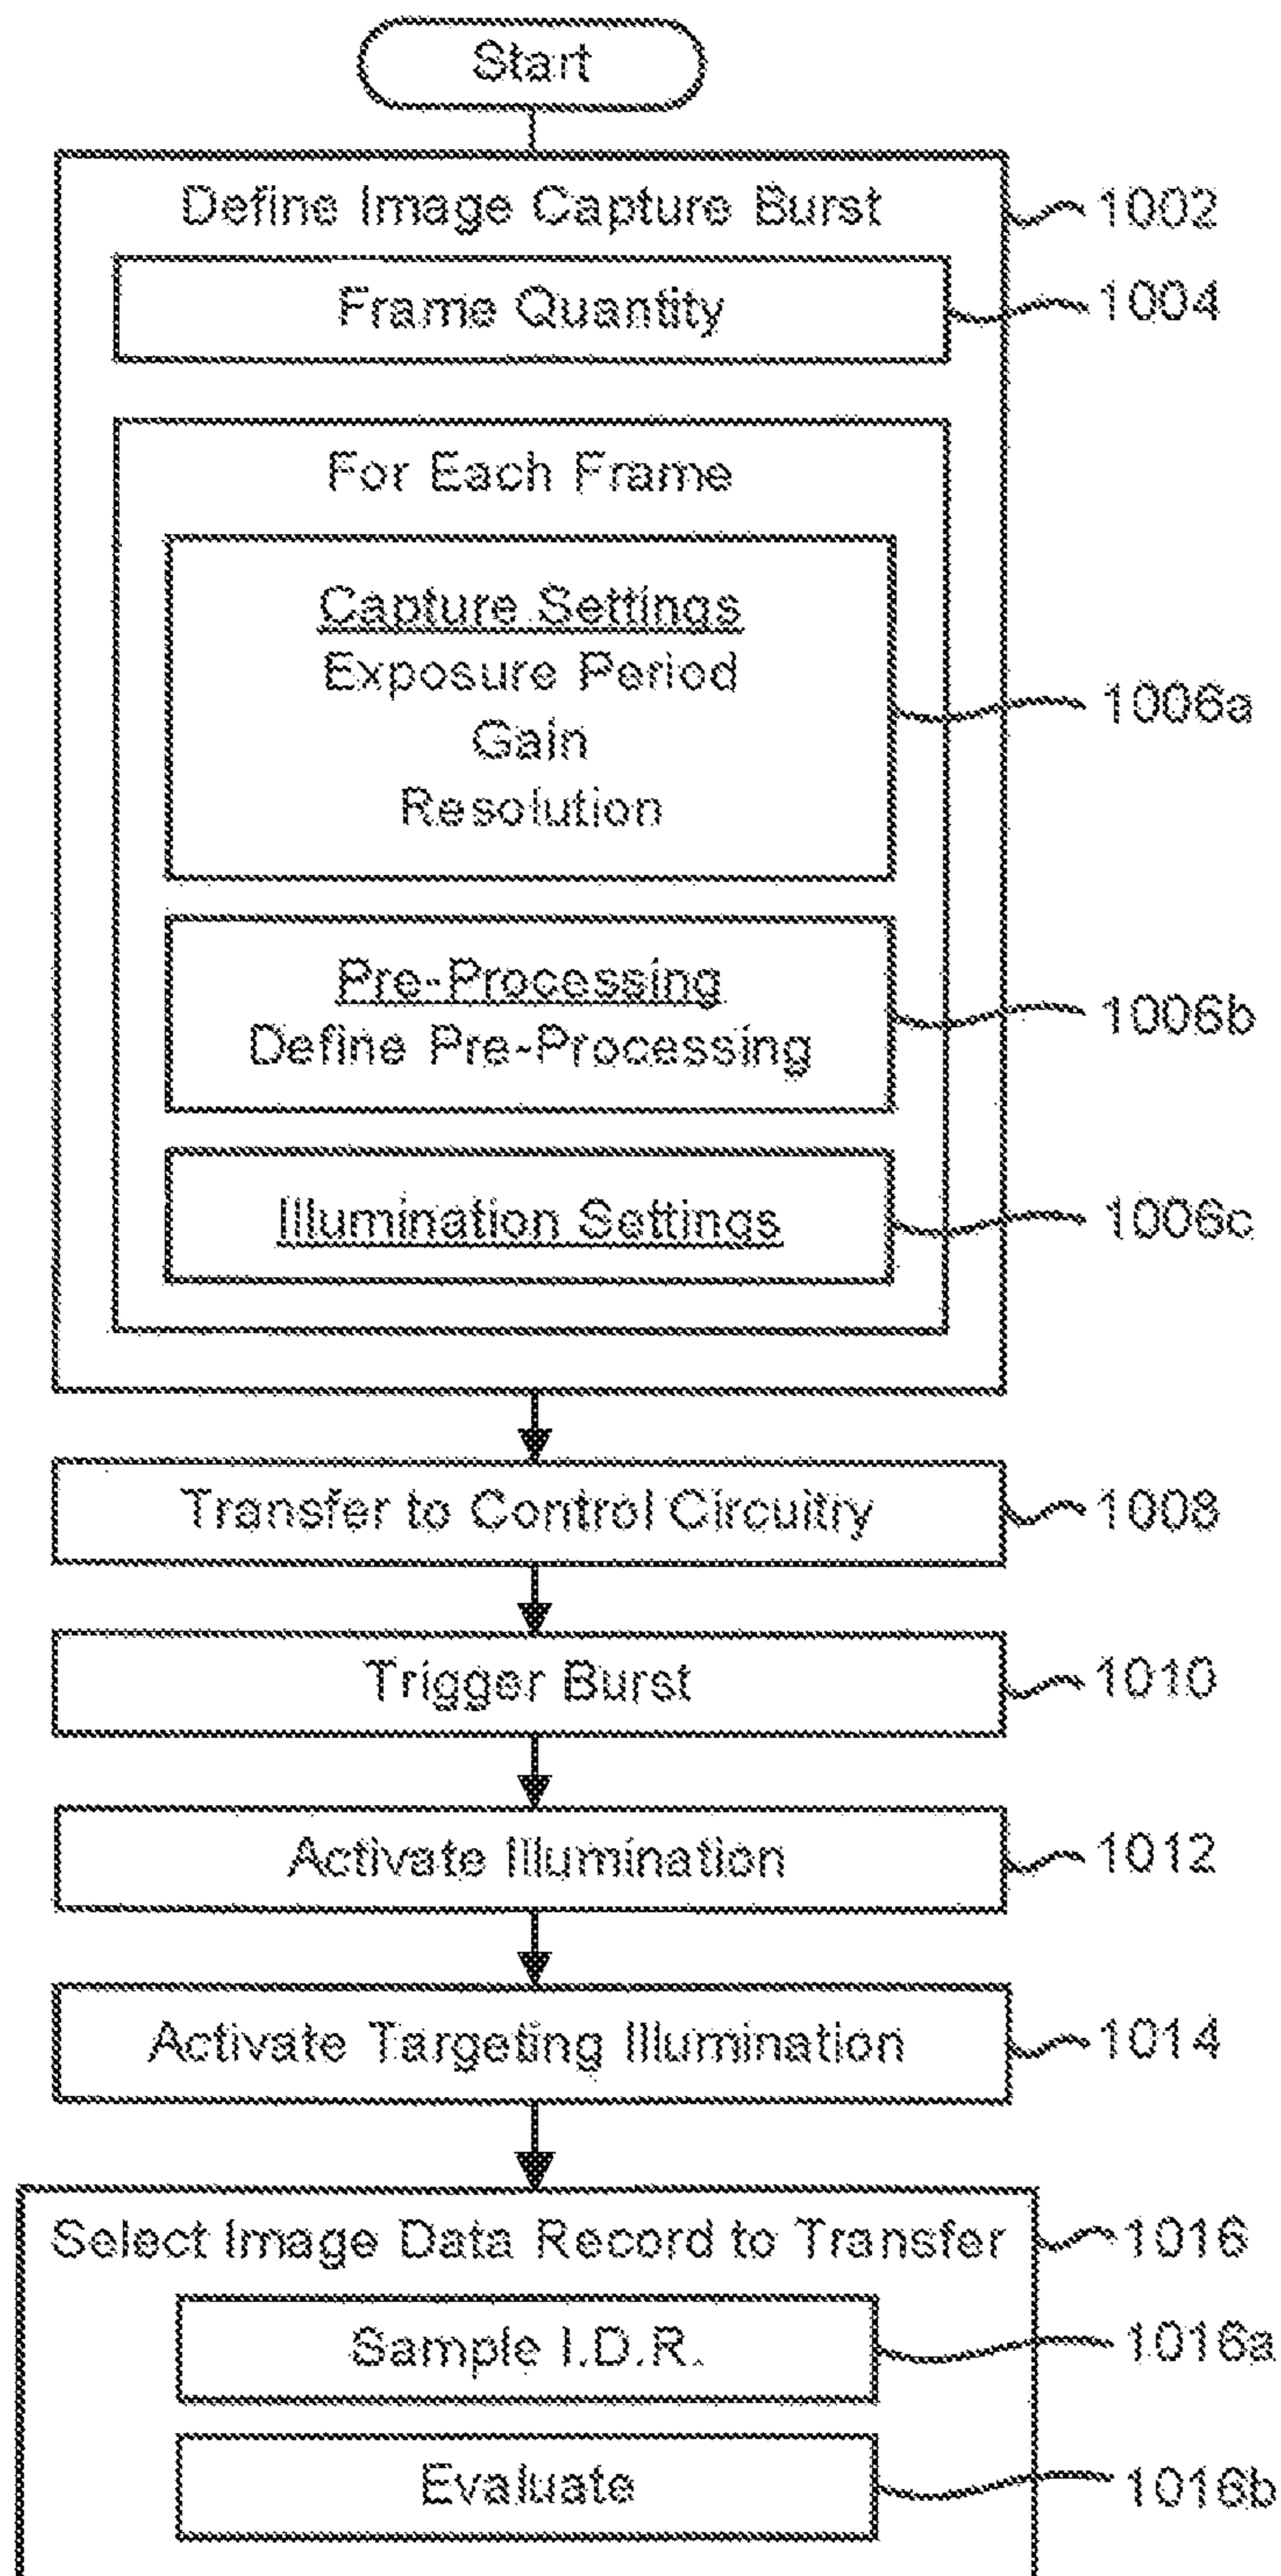 Start
Define Image Capture Burst
1002
Frame Quantity
1004
For Each Frame
Capture Settings
Exposure Period
Gain
Resolution
1006a
Pre-Processing
Define Pre-Processing
1006b
Illumination Settings
1006c
Transfer to Control Circuitry
1008
Trigger Burst
1010
Activate Illumination
1012
Activate Targeting Illumination
1014
Select Image Data Record to Transfer
1016
Sample I.D.R.
1016a
Evaluate
1016b